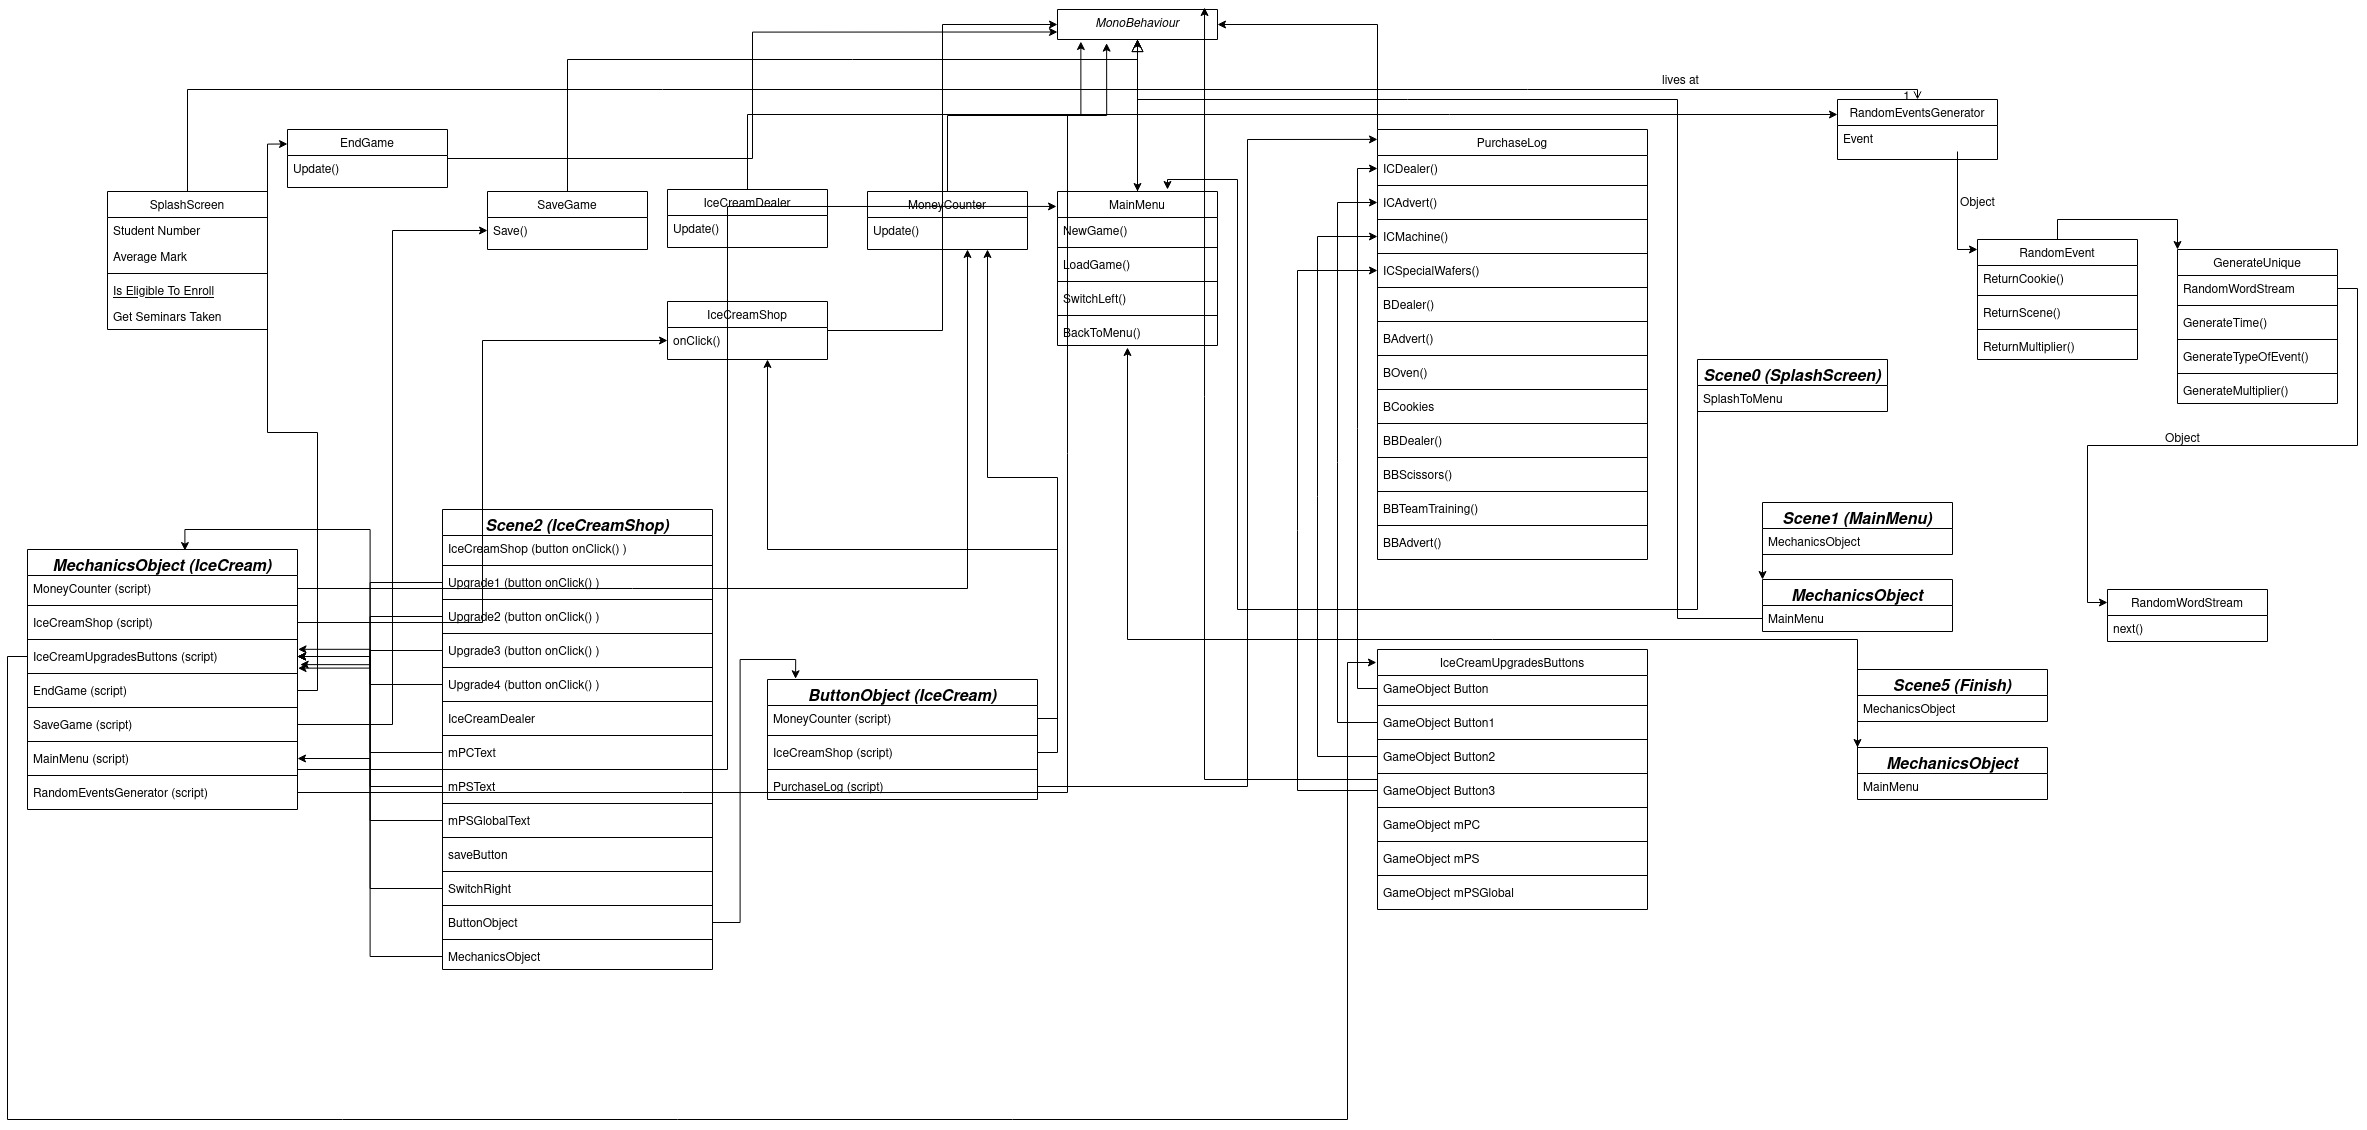 MonoBehaviour
lives at
1
RandomEventsGenerator
Event
EndGame
Update()
PurchaseLog
ICDealer()
ICAdvert()
ICMachine()
ICSpecialWafers()
BDealer()
BAdvert()
BOven()
BCookies
BBDealer()
BBScissors()
BBTeamTraining()
BBAdvert()
SplashScreen
Student Number
Average Mark
Is Eligible To Enroll
Get Seminars Taken
SaveGame
Save()
IceCreamDealer
Update()
MoneyCounter
Update()
MainMenu
NewGame()
LoadGame()
SwitchLeft()
BackToMenu()
Object
RandomEvent
ReturnCookie()
ReturnScene()
ReturnMultiplier()
GenerateUnique
RandomWordStream
GenerateTime()
GenerateTypeOfEvent()
GenerateMultiplier()
IceCreamShop
onClick()
Scene0 (SplashScreen)
SplashToMenu
Object
Scene1 (MainMenu)
MechanicsObject
MechanicsObject
MainMenu
RandomWordStream
next()
Scene2 (IceCreamShop)
IceCreamShop (button onClick() )
Upgrade1 (button onClick() )
Upgrade2 (button onClick() )
Upgrade3 (button onClick() )
Upgrade4 (button onClick() )
IceCreamDealer
mPCText
mPSText
mPSGlobalText
saveButton
SwitchRight
ButtonObject
MechanicsObject
MechanicsObject (IceCream)
MoneyCounter (script)
IceCreamShop (script)
IceCreamUpgradesButtons (script)
EndGame (script)
SaveGame (script)
MainMenu (script)
RandomEventsGenerator (script)
ButtonObject (IceCream)
MoneyCounter (script)
IceCreamShop (script)
PurchaseLog (script)
IceCreamUpgradesButtons
GameObject Button
GameObject Button1
GameObject Button2
GameObject Button3
GameObject mPC
GameObject mPS
GameObject mPSGlobal
Scene5 (Finish)
MechanicsObject
MechanicsObject
MainMenu